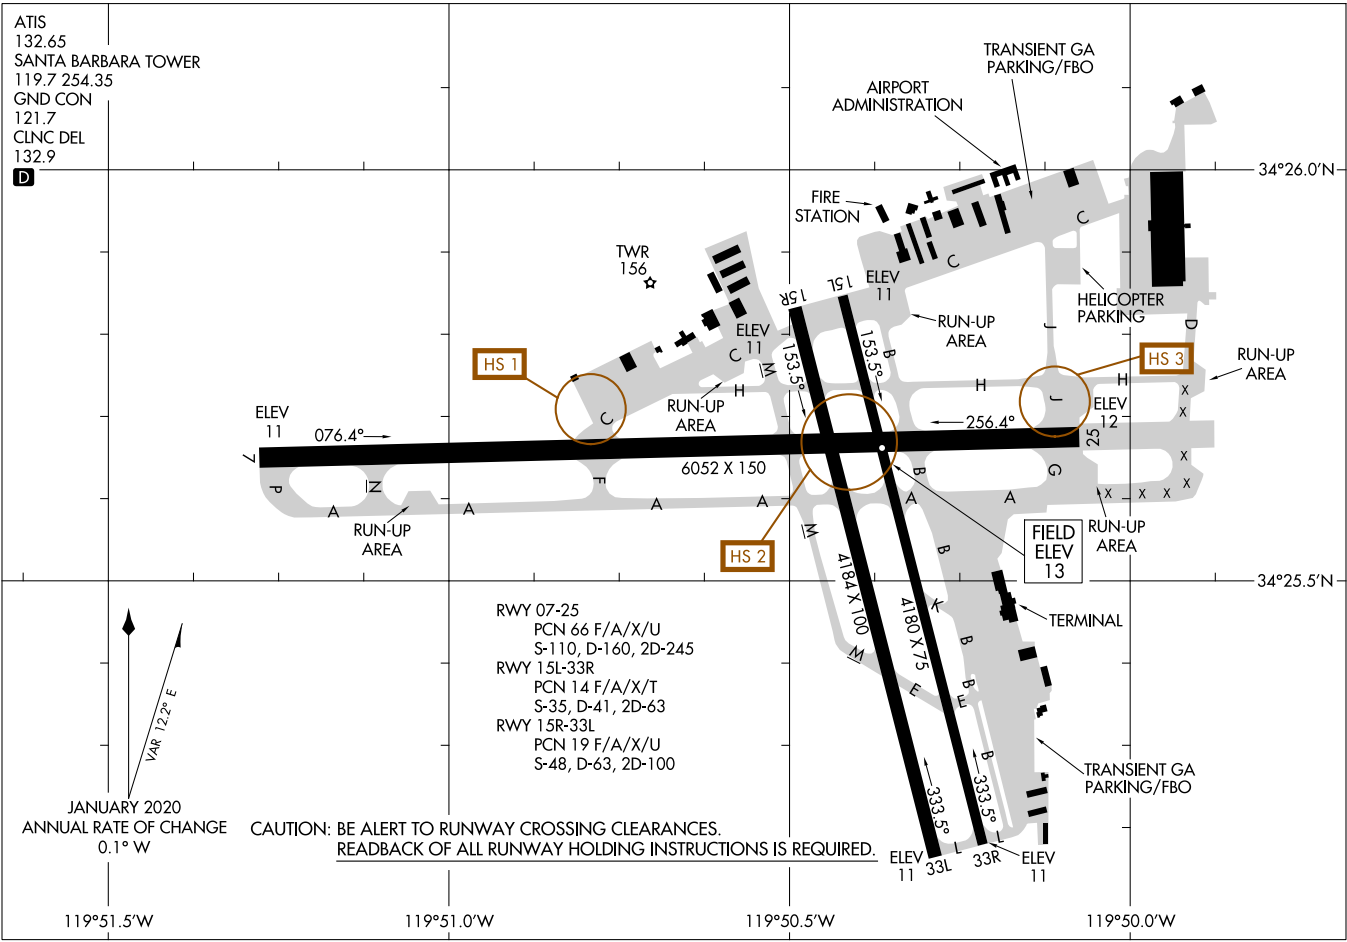 ATIS
132.65
SANTA BARBARA TOWER
119.7 254.35
GND CON
121.7
CLNC DEL
132.9
D
TRANSIENT GA
PARKING/FBO
AIRPORT
ADMINISTRATION
34°26.0'N
FIRE
STATION
C
TWR
156
C
ELEV
11
15R
15L
HELICOPTER
PARKING
RUN-UP
AREA
J
D
ELEV
11
C
M
153.5°
153.5°
B
HS 1
HS 3
RUN-UP
AREA
H
H
H
RUN-UP
AREA
C
J
X
X
ELEV
11
ELEV
12
076.4°
256.4°
7
25
6052 X 150
X
P
N
F
B
G
X
A
A
A
A
A
A
X
X
X
X
RUN-UP
AREA
M
RUN-UP
AREA
HS 2
FIELD
ELEV
13
B
34°25.5'N
4184 X 100
4180 X 75
K
TERMINAL
RWY 07-25
PCN 66 F/A/X/U
S-110, D-160, 2D-245
RWY 15L-33R
PCN 14 F/A/X/T
S-35, D-41, 2D-63
RWY 15R-33L
PCN 19 F/A/X/U
S-48, D-63, 2D-100
B
M
E
B
E
B
VAR 12.2° E
333.5°
333.5°
TRANSIENT GA
PARKING/FBO
JANUARY 2020
ANNUAL RATE OF CHANGE
0.1° W
CAUTION: BE ALERT TO RUNWAY CROSSING CLEARANCES.
READBACK OF ALL RUNWAY HOLDING INSTRUCTIONS IS REQUIRED.
L
L
ELEV
11
33L
33R
ELEV
11
119°51.5'W
119°51.0'W
119°50.5'W
119°50.0'W